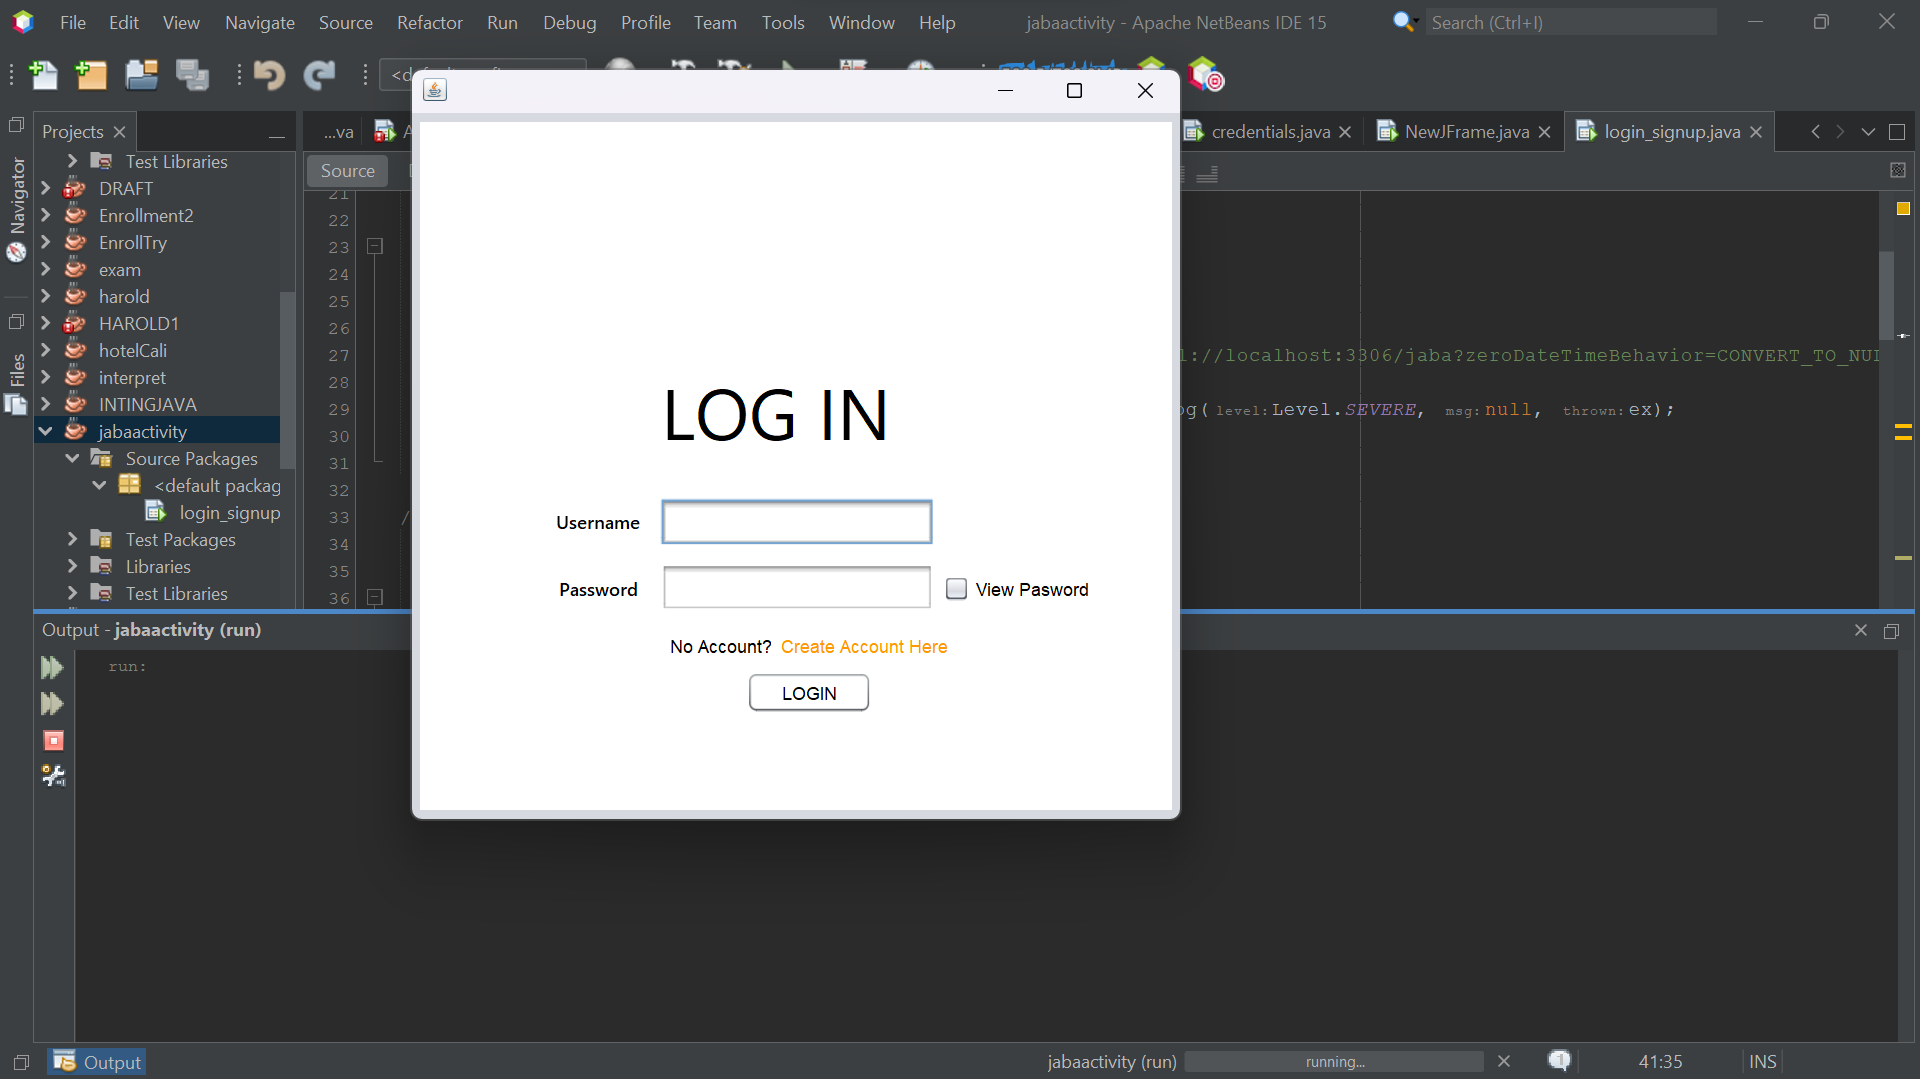 File Edit View Navigate Source Refactor Run Debug Profile Team Tools Window Help
jabaactivity - Apache NetBeans IDE 15
Search (Ctrl+I)
Projects
...va
credentials.java
NewJFrame.java
login_signup.java
Navigator
Files
Test Libraries
DRAFT
Enrollment2
EnrollTry
exam
harold
HAROLD1
hotelCali
interpret
INTINGJAVA
jabaactivity
Source Packages
<default packag
login_signup
Test Packages
Libraries
Test Libraries
Source
21
22
23
24
25
26
27
28
29
30
31
32
33
34
35
36
l://localhost:3306/jaba?zeroDateTimeBehavior=CONVERT_TO_NUI
og( level: Level.SEVERE, msg: null, thrown: ex);
LOG IN
Username
Password
View Pasword
No Account? Create Account Here
LOGIN
Output - jabaactivity (run)
run:
Output
jabaactivity (run)
running...
1
41:35
INS